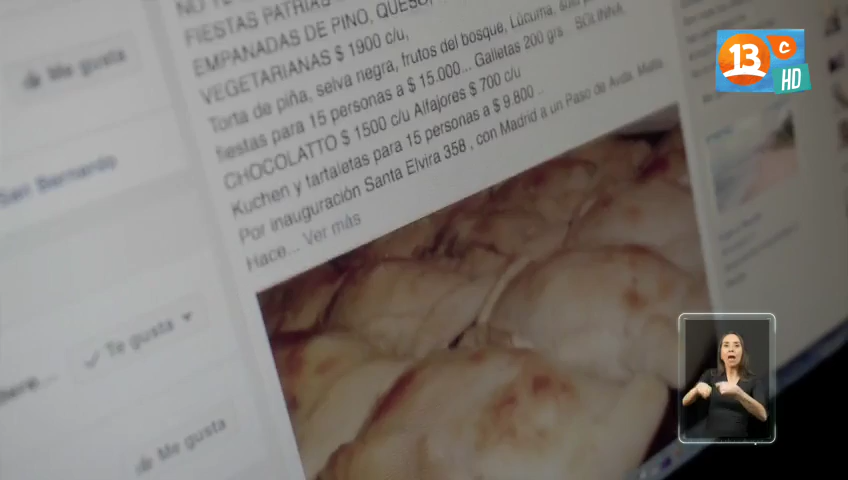 FIESTAS PATRIAS
EMPANADAS DE PINO, QUESO,
VEGETARIANAS $ 1900 c/u,
Torta de piña, selva negra, frutos del bosque, Lúcuma,
fiestas para 15 personas a $ 15.000... Galletas 200 grs
CHOCOLATTO $ 1500 c/u Alfajores $ 700 c/u
Kuchen y tartaletas para 15 personas a $ 9.800 ..
Por inauguración Santa Elvira 358 , con Madrid a un Paso de Avda. Matta
Hace... Ver más
Me gusta
San Bernardo
Te gusta
Me gusta
13 C
HD